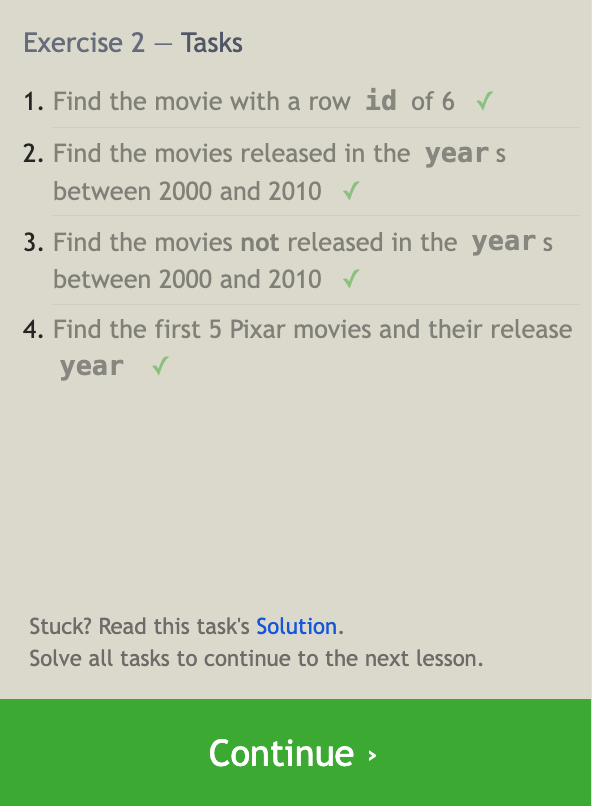 Exercise 2 — Tasks
1. Find the movie with a row id of 6 ✓
2. Find the movies released in the year s
between 2000 and 2010 ✓
3. Find the movies not released in the year s
between 2000 and 2010 ✓
4. Find the first 5 Pixar movies and their release
year ✓
Stuck? Read this task's Solution.
Solve all tasks to continue to the next lesson.
Continue ›